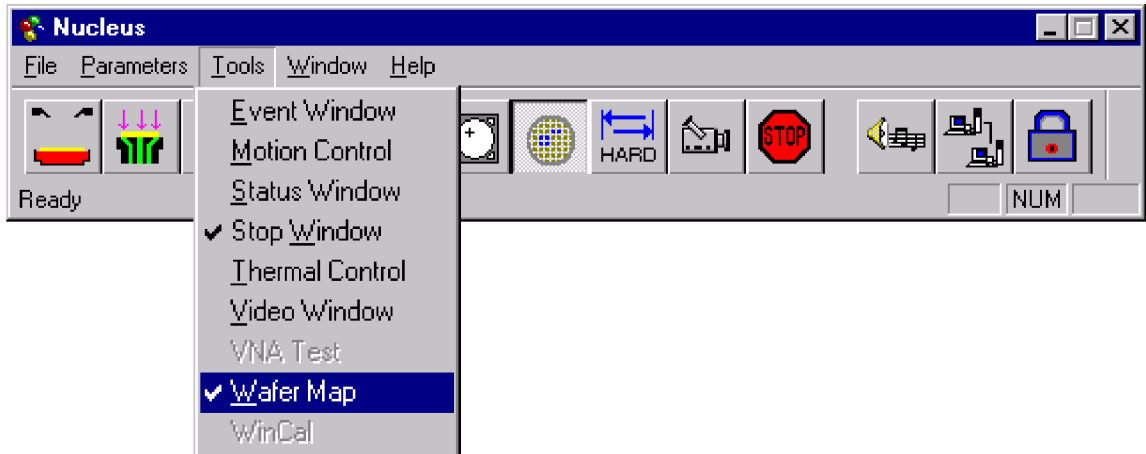 Nucleus
File Parameters Tools Window Help
HARD STOP
Ready NUM
Event Window
Motion Control
Status Window
Stop Window
Thermal Control
Video Window
VNA Test
Wafer Map
WinCal